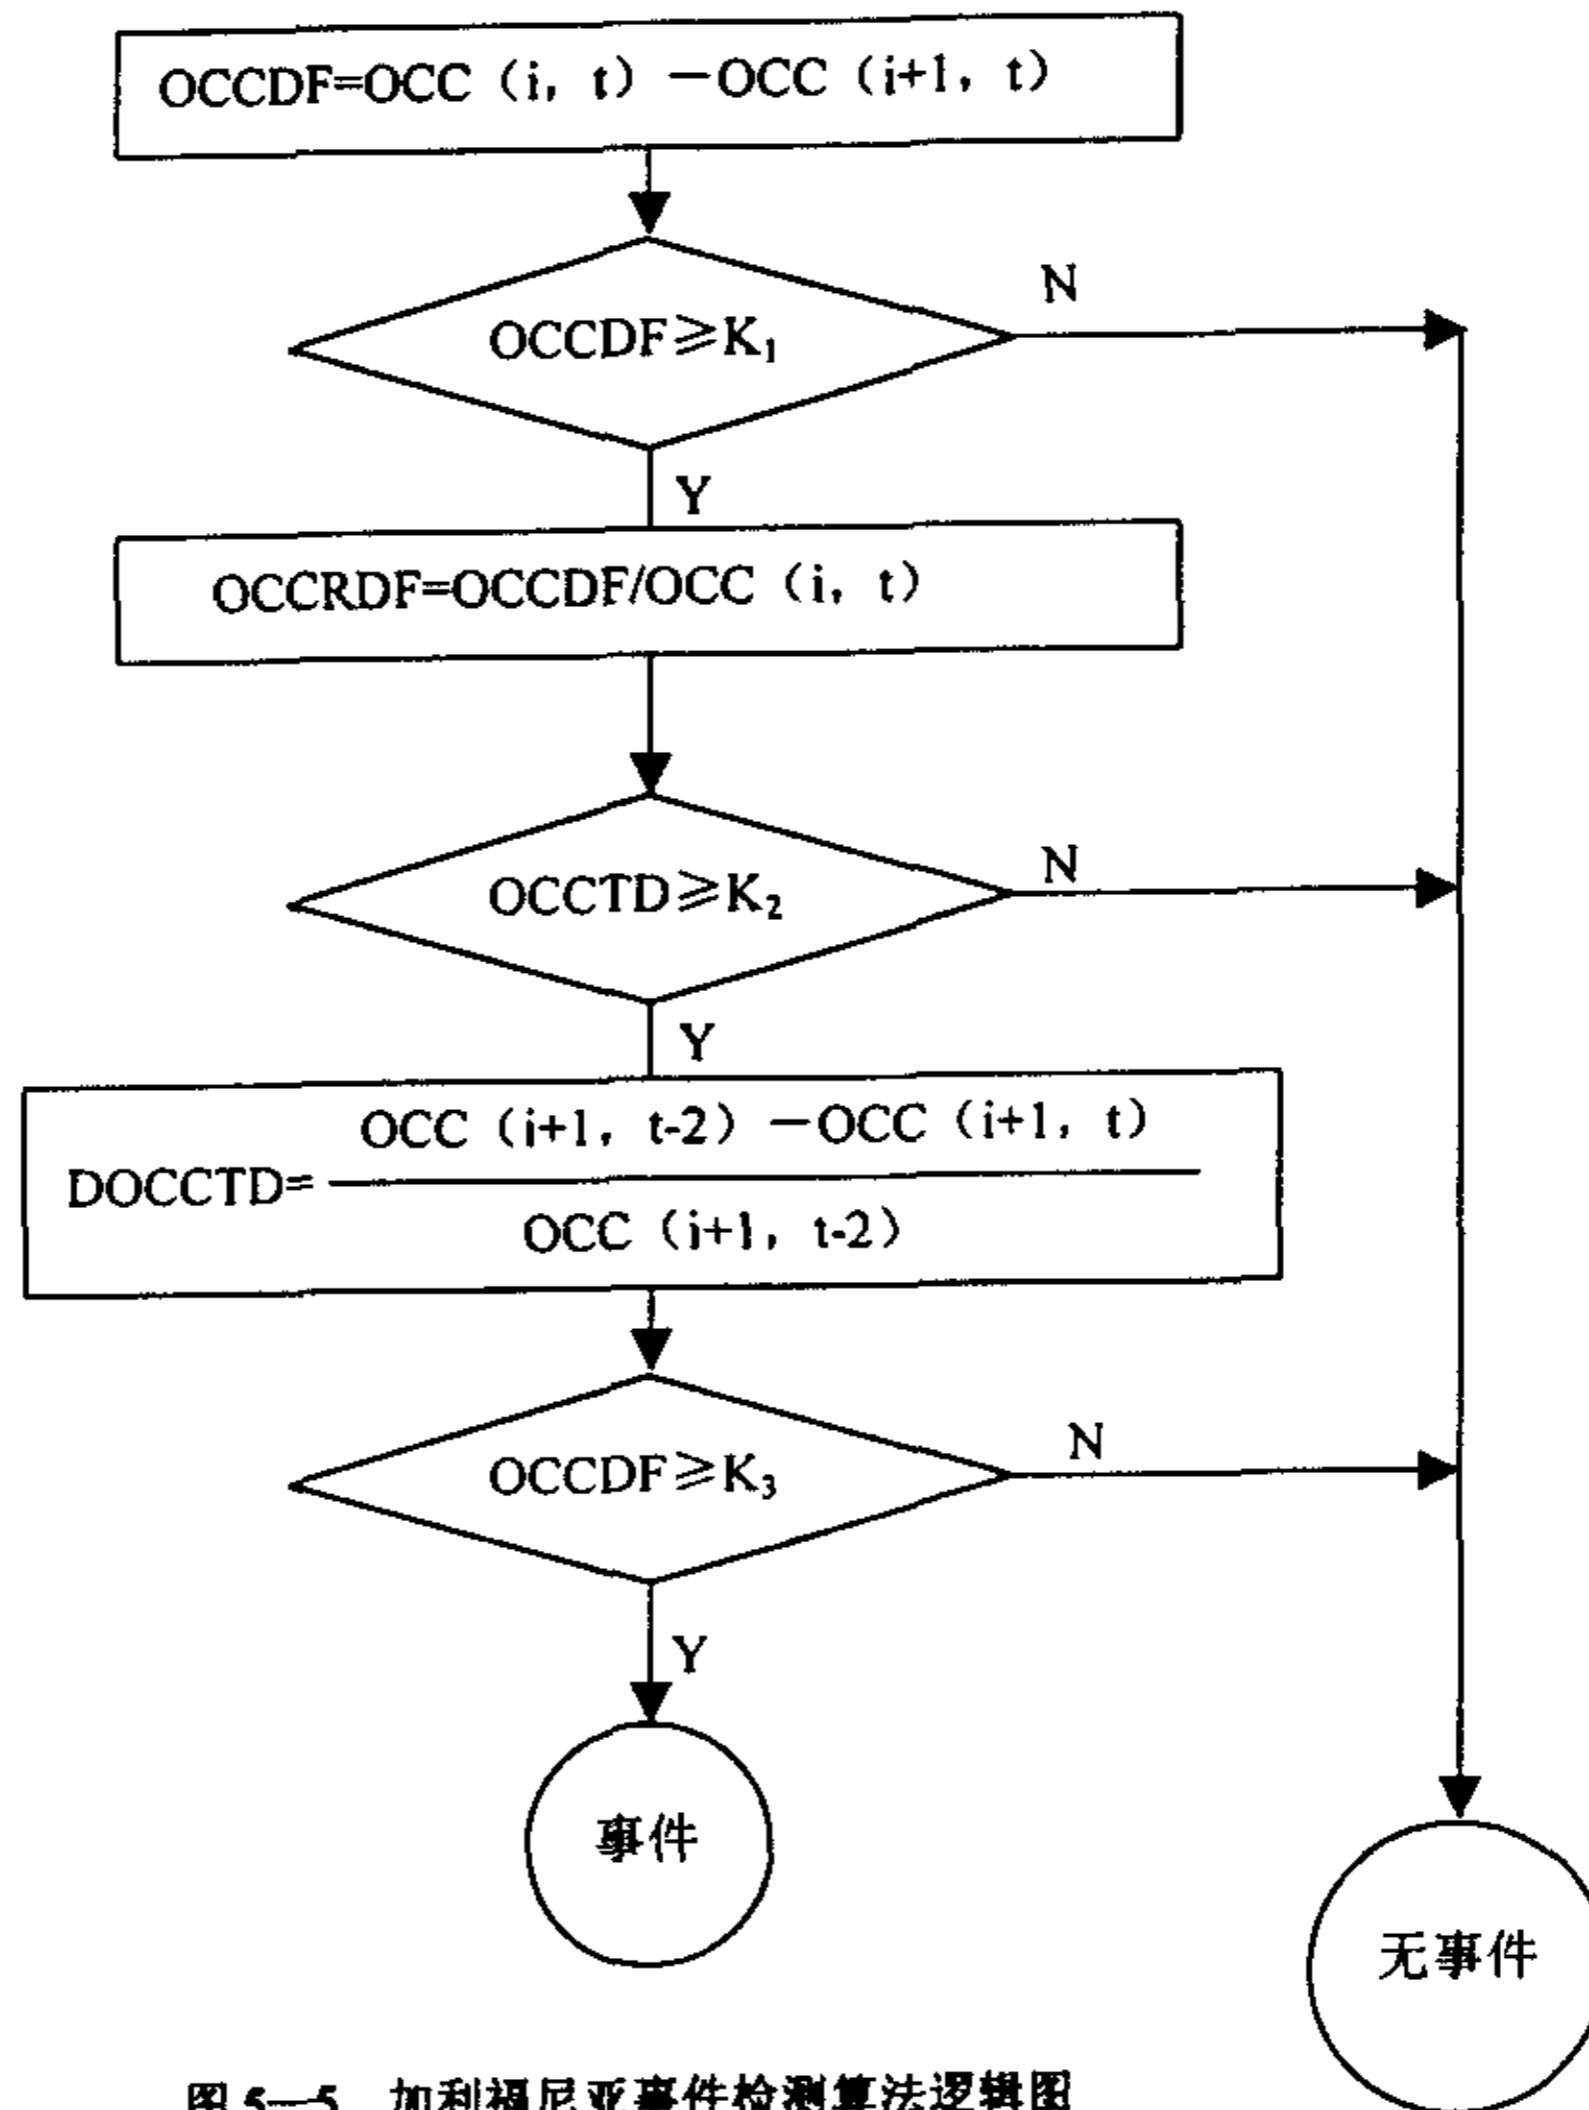 OCCDF=OCC（i，t）－OCC（i+1，t）
OCCDF≥K₁
N
Y
OCCRDF=OCCDF/OCC（i，t）
OCCTD≥K₂
N
Y
OCC（i+1，t-2）－OCC（i+1，t）
DOCCTD=
OCC（i+1，t-2）
OCCDF≥K₃
N
Y
事件
无事件
图 5—5 加利福尼亚事件检测算法逻辑图